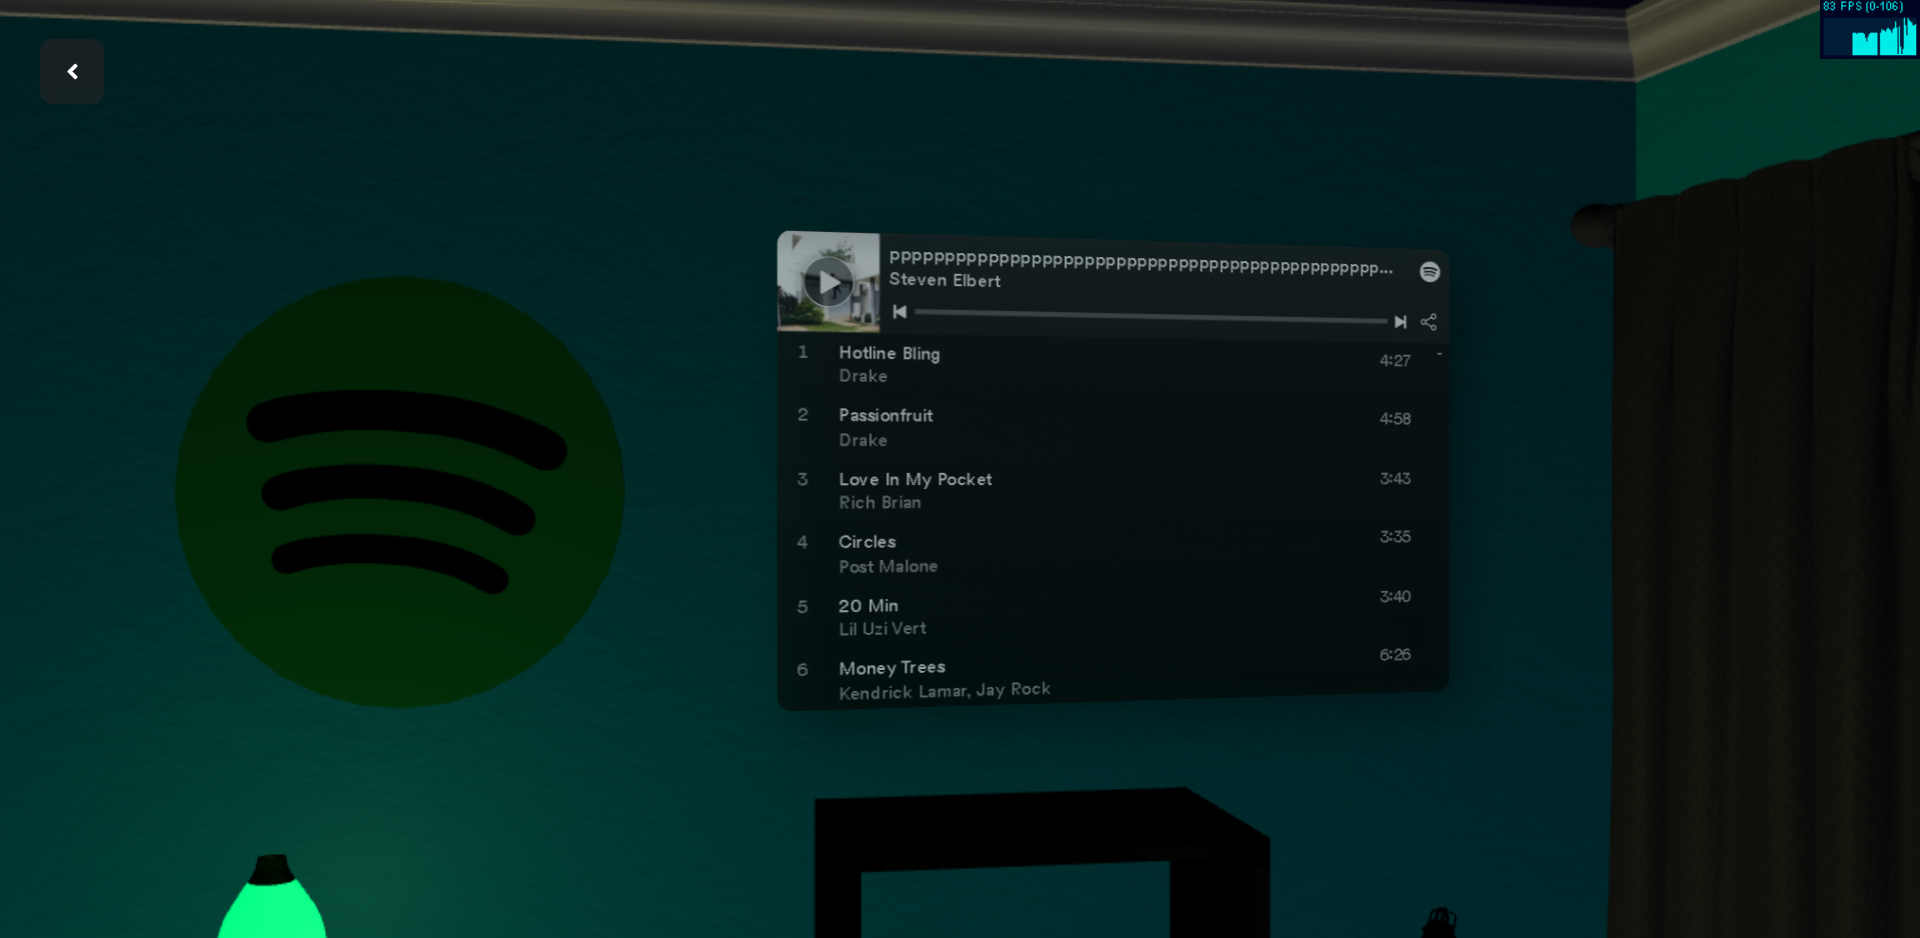 83 FPS (0-106)
pppppppppppppppppppppppppppppppppppppppppppppp...
Steven Elbert
1 Hotline Bling 4:27
Drake
2 Passionfruit 4:58
Drake
3 Love In My Pocket 3:43
Rich Brian
4 Circles 3:35
Post Malone
5 20 Min 3:40
Lil Uzi Vert
6 Money Trees 6:26
Kendrick Lamar, Jay Rock